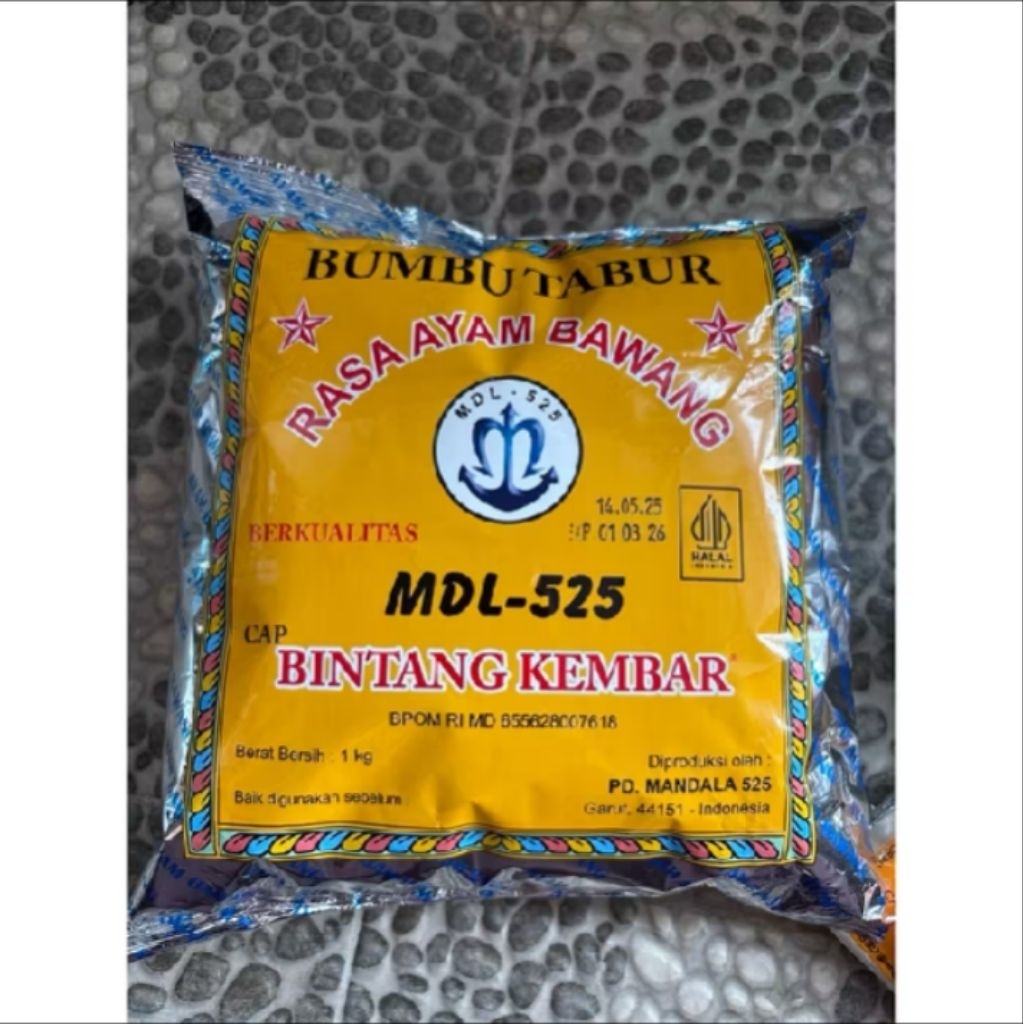 BUMBU TABUR
RASA AYAM BAWANG
MDL - 525
14.05.25
BERKUALITAS
EXP 01 03 26
HALAL
INDONESIA
MDL-525
CAP
BINTANG KEMBAR
BPOM RI MD 655628007618
Berat Bersih : 1 kg
Diproduksi oleh :
PD. MANDALA 525
Baik digunakan sebelum :
Garut, 44151 - Indonesia